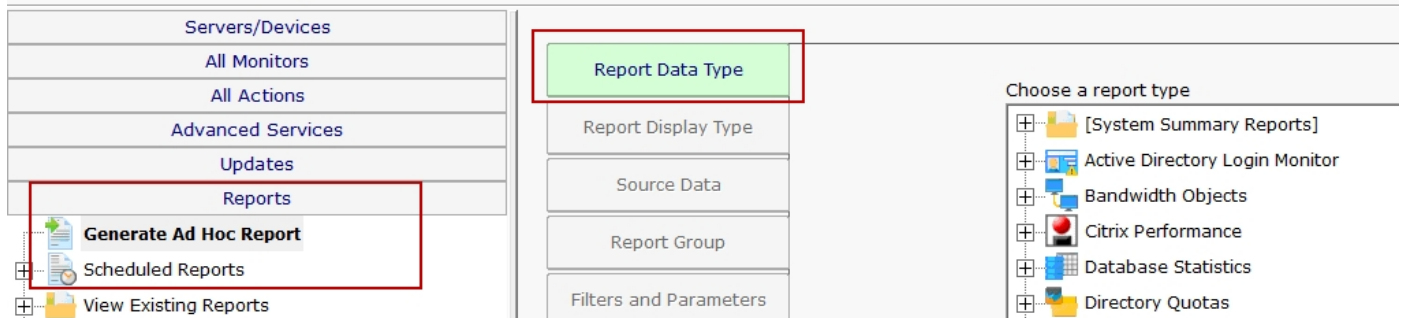 Servers/Devices
All Monitors
All Actions
Advanced Services
Updates
Reports
Generate Ad Hoc Report
Scheduled Reports
View Existing Reports
Report Data Type
Report Display Type
Source Data
Report Group
Filters and Parameters
Choose a report type
[System Summary Reports]
Active Directory Login Monitor
Bandwidth Objects
Citrix Performance
Database Statistics
Directory Quotas